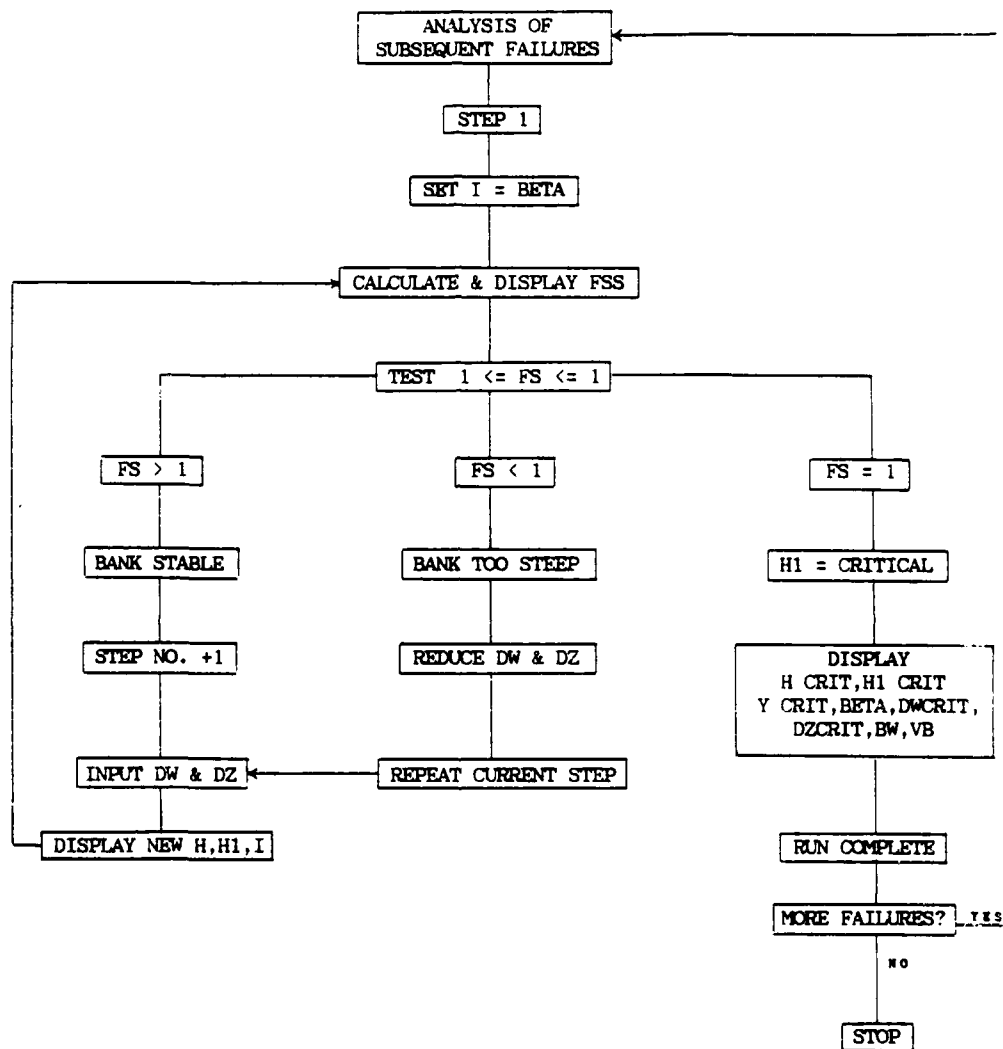 ANALYSIS OF
SUBSEQUENT FAILURES
STEP 1
SET I = BETA
CALCULATE & DISPLAY FSS
TEST 1 <= FS <= 1
FS > 1
FS < 1
FS = 1
BANK STABLE
BANK TOO STEEP
H1 = CRITICAL
STEP NO. +1
REDUCE DW & DZ
DISPLAY
H CRIT,H1 CRIT
Y CRIT,BETA,DWCRIT,
DZCRIT,BW,VB
INPUT DW & DZ
REPEAT CURRENT STEP
DISPLAY NEW H,H1,I
RUN COMPLETE
MORE FAILURES?
YES
NO
STOP